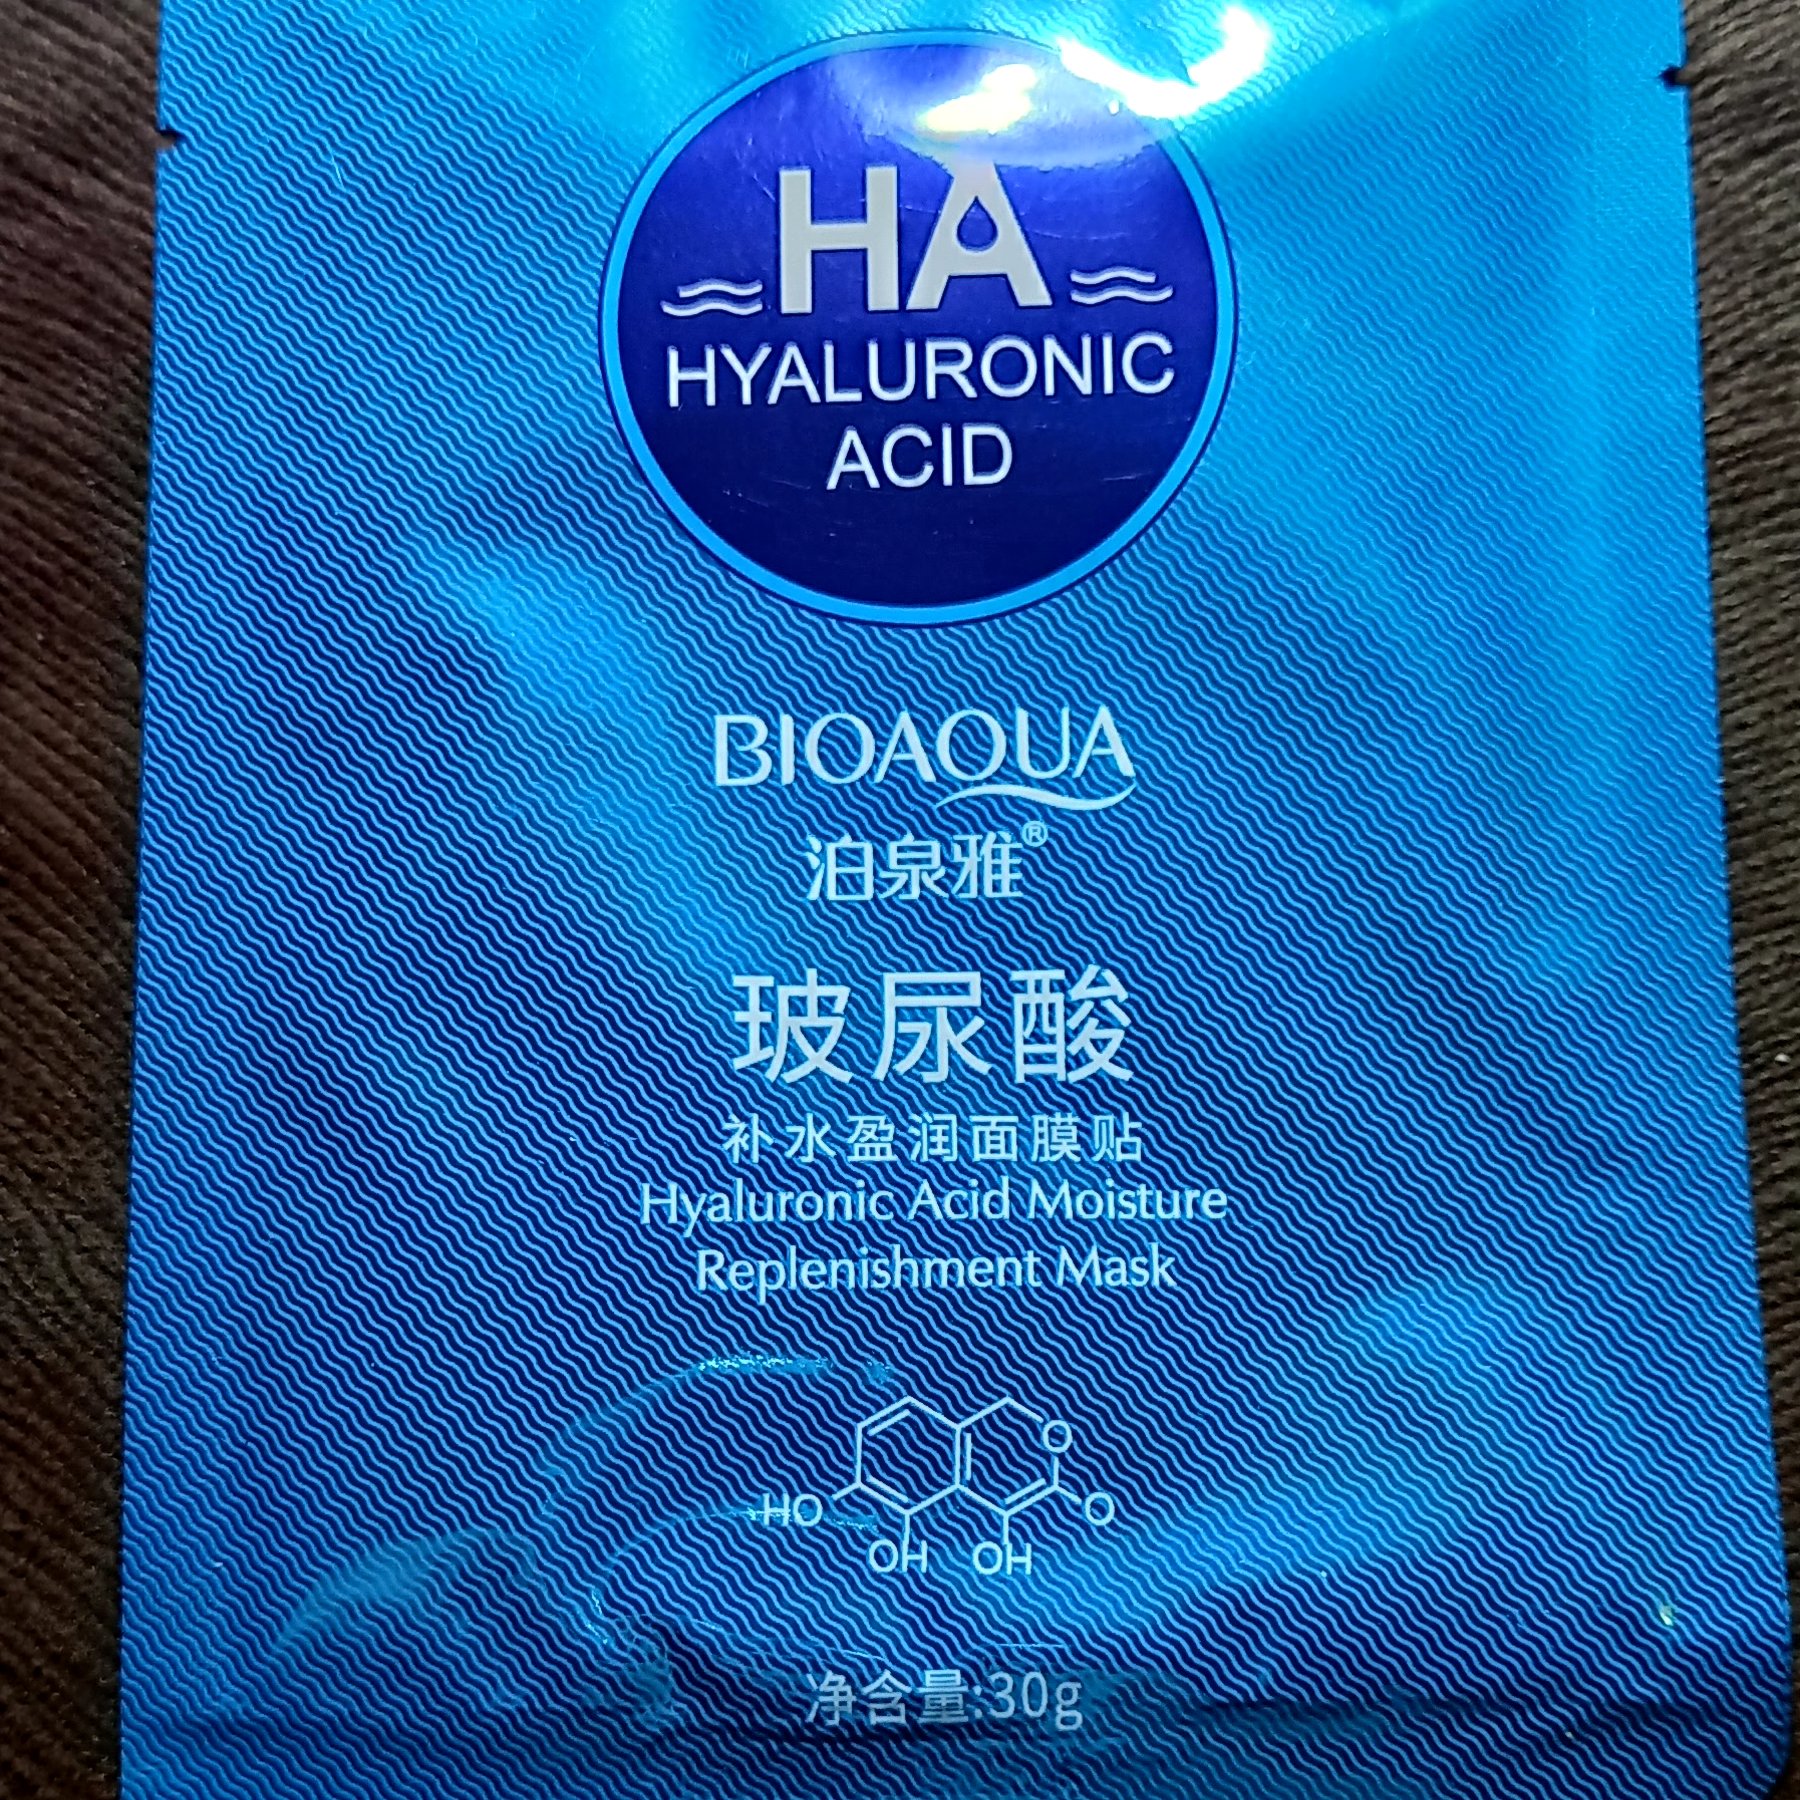 HA
HYALURONIC
ACID
BIOAQUA
泊泉雅®
玻尿酸
补水盈润面膜贴
Hyaluronic Acid Moisture
Replenishment Mask
O
HO O
OH OH
净含量:30g